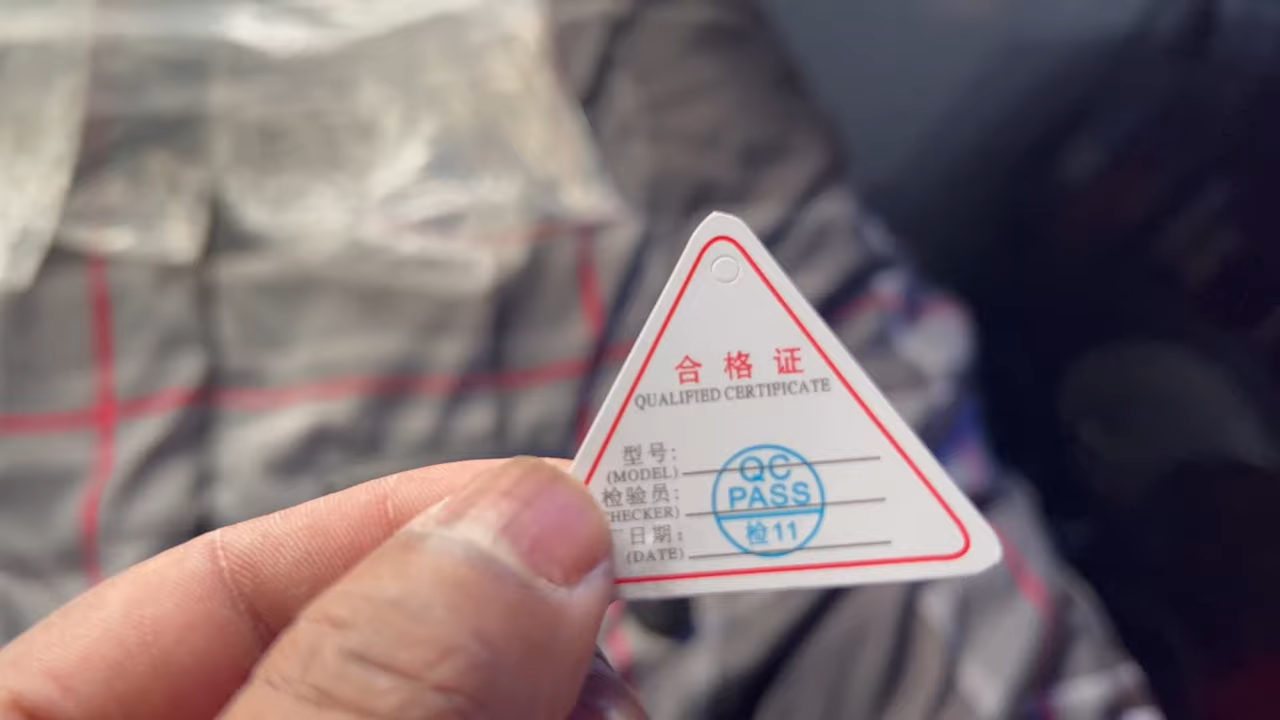 合格证
QUALIFIED CERTIFICATE
型号:
(MODEL)
检验员:
CHECKER)
日期:
(DATE)
QC
PASS
检11